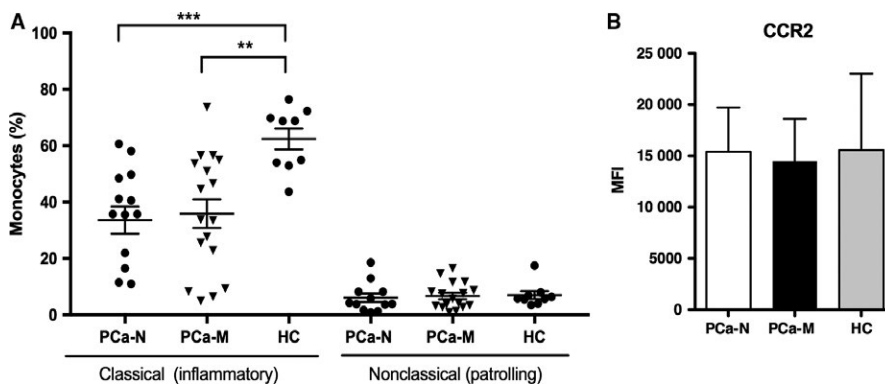 A
***
**
Monocytes (%)
100
80
60
40
20
0
PCa-N PCa-M HC PCa-N PCa-M HC
Classical (inflammatory) Nonclassical (patrolling)
B
CCR2
MFI
25 000
20 000
15 000
10 000
5000
0
PCa-N PCa-M HC